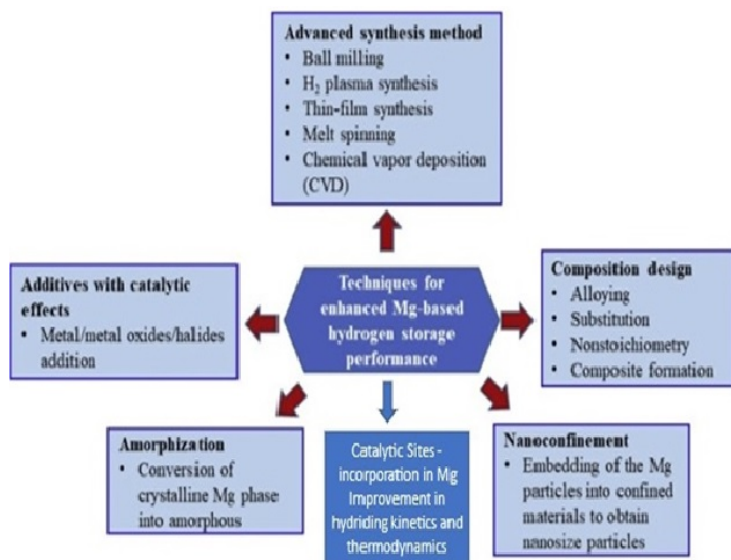 Advanced synthesis method
• Ball milling
• H₂ plasma synthesis
• Thin-film synthesis
• Melt spinning
• Chemical vapor deposition
(CVD)
Additives with catalytic
effects
• Metal/metal oxides/halides
addition
Techniques for
enhanced Mg-based
hydrogen storage
performance
Composition design
• Alloying
• Substitution
• Nonstoichiometry
• Composite formation
Amorphization
• Conversion of
crystalline Mg phase
into amorphous
Catalytic Sites -
incorporation in Mg
Improvement in
hydriding kinetics and
thermodynamics
Nanoconfinement
• Embedding of the Mg
particles into confined
materials to obtain
nanosize particles